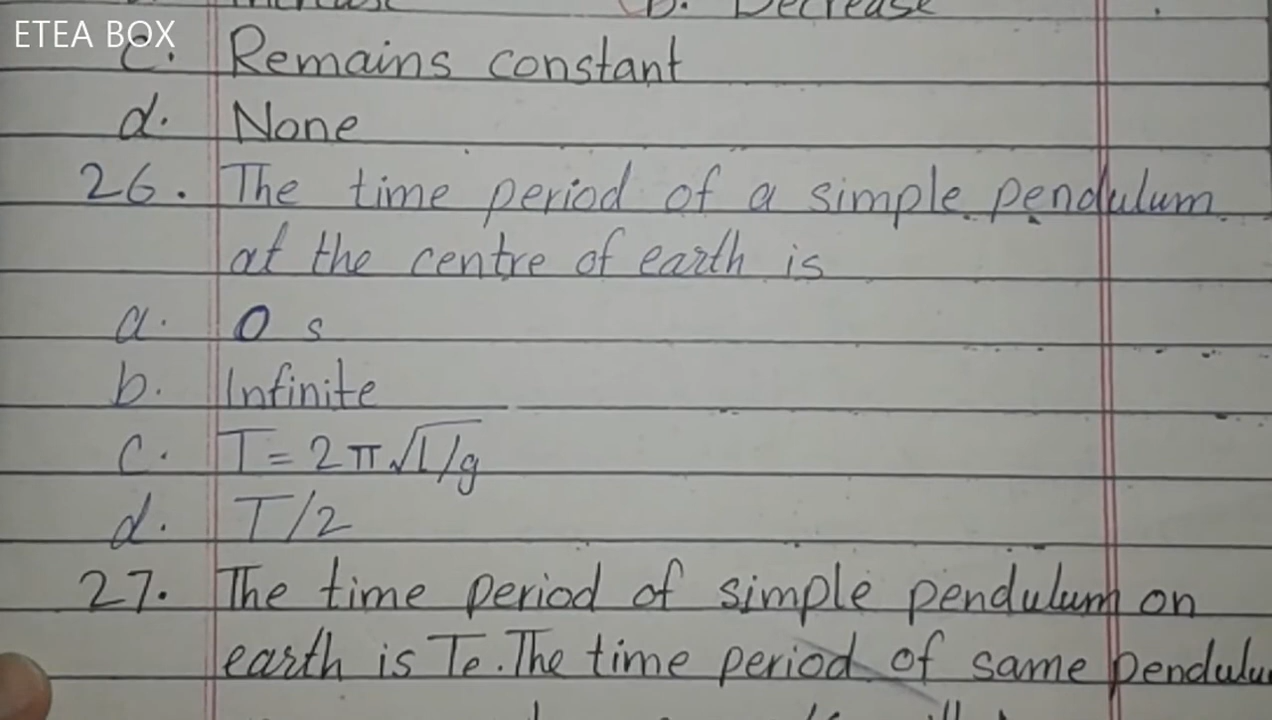 b. Decrease
ETEA BOX
c. Remains constant
d. None
26. The time period of a simple pendulum
at the centre of earth is
a. 0 s
b. Infinite
c. T = 2π√l/g
d. T/2
27. The time period of simple pendulum on
earth is Te. The time period of same pendulu